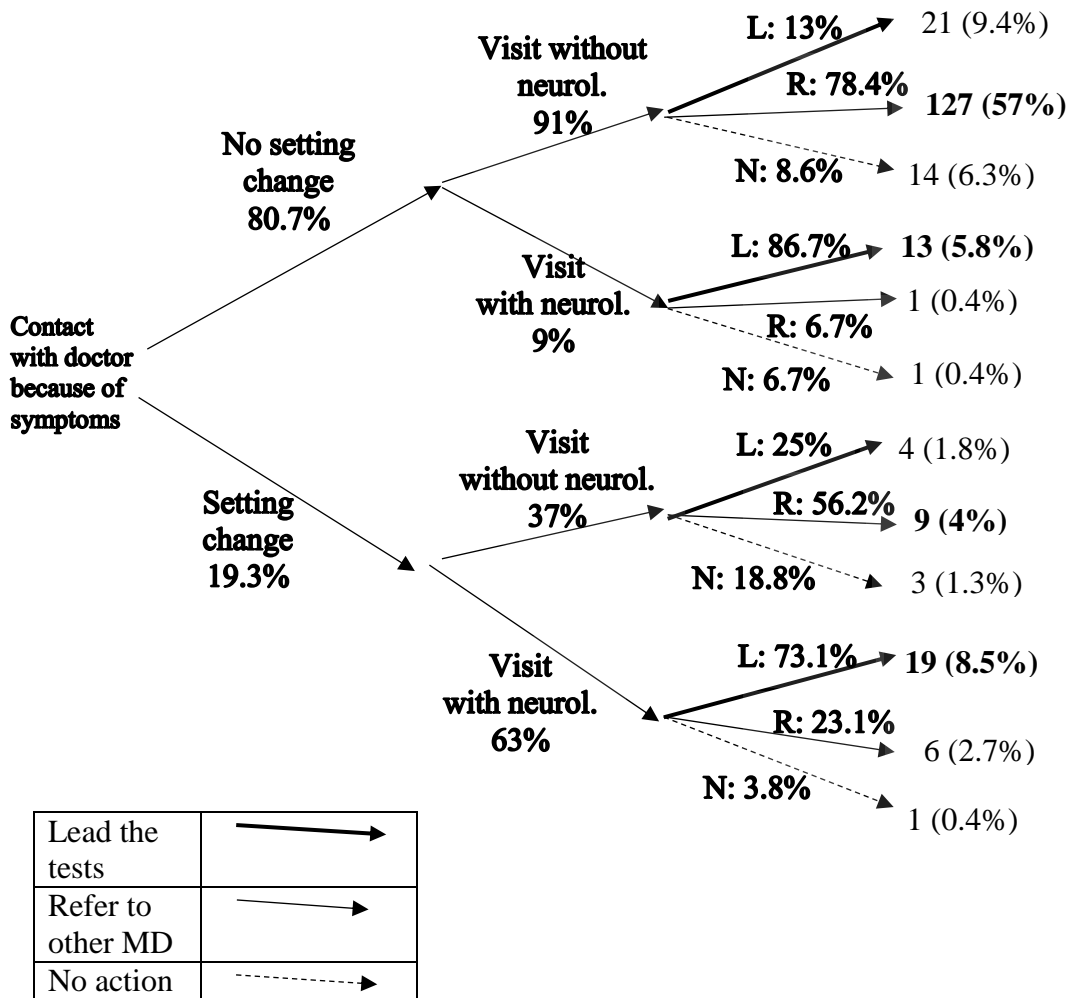 L: 13%
21 (9.4%)
Visit without
neurol.
91%
R: 78.4%
127 (57%)
N: 8.6%
14 (6.3%)
No setting
change
80.7%
L: 86.7%
13 (5.8%)
Visit
with neurol.
9%
1 (0.4%)
R: 6.7%
N: 6.7%
1 (0.4%)
Contact
with doctor
because of
symptoms
Visit
without neurol.
37%
L: 25%
4 (1.8%)
R: 56.2%
9 (4%)
N: 18.8%
3 (1.3%)
Setting
change
19.3%
Visit
with neurol.
63%
L: 73.1%
19 (8.5%)
R: 23.1%
6 (2.7%)
N: 3.8%
1 (0.4%)
Lead the
tests
Refer to
other MD
No action